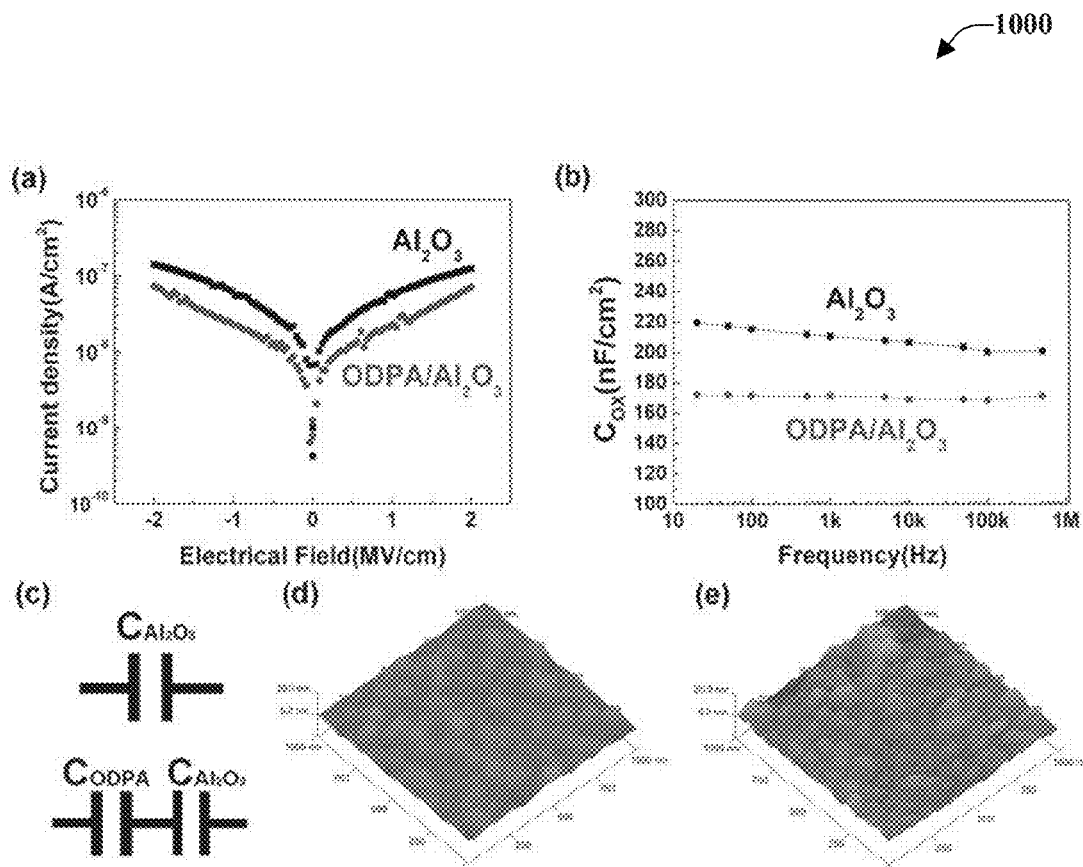 1000
(a)
Current density(A/cm²)
10⁻⁶
10⁻⁷
10⁻⁸
10⁻⁹
10⁻¹⁰
Al₂O₃
ODPA/Al₂O₃
-2 -1 0 1 2
Electrical Field(MV/cm)
(b)
C_OX(nF/cm²)
300
280
260
240
220
200
180
160
140
120
100
Al₂O₃
ODPA/Al₂O₃
10 100 1k 10k 100k 1M
Frequency(Hz)
(c)
C_Al₂O₃
C_ODPA C_Al₂O₃
(d)
(e)